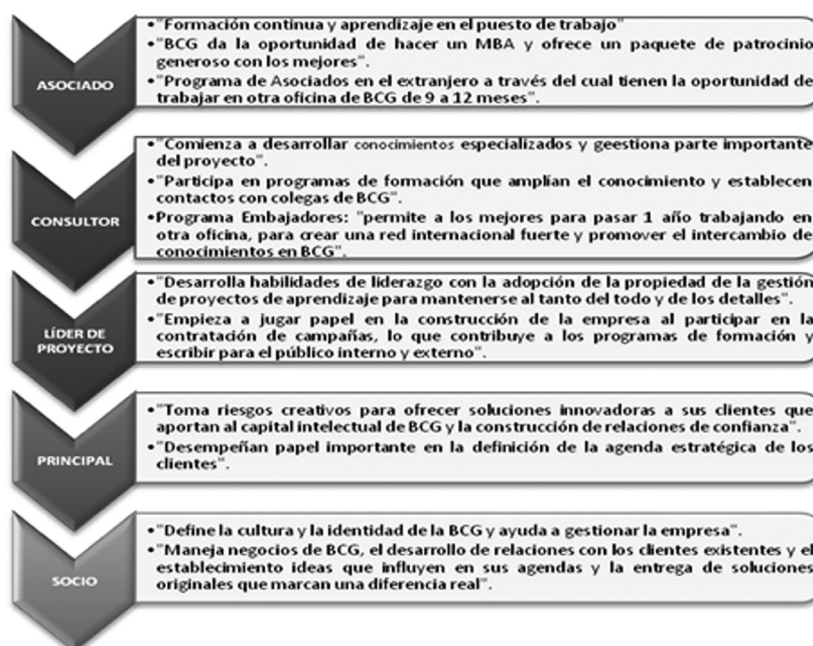 ASOCIADO
•"Formación continua y aprendizaje en el puesto de trabajo"
•"BCG da la oportunidad de hacer un MBA y ofrece un paquete de patrocinio
generoso con los mejores".
•"Programa de Asociados en el extranjero a través del cual tienen la oportunidad de
trabajar en otra oficina de BCG de 9 a 12 meses".
CONSULTOR
•"Comienza a desarrollar conocimientos especializados y geestiona parte importante
del proyecto".
•"Participa en programas de formación que amplían el conocimiento y establecen
contactos con colegas de BCG".
•Programa Embajadores: "permite a los mejores para pasar 1 año trabajando en
otra oficina, para crear una red internacional fuerte y promover el intercambio de
conocimientos en BCG".
LÍDER DE
PROYECTO
•"Desarrolla habilidades de liderazgo con la adopción de la propiedad de la gestión
de proyectos de aprendizaje para mantenerse al tanto del todo y de los detalles".
•"Empieza a jugar papel en la construcción de la empresa al participar en la
contratación de campañas, lo que contribuye a los programas de formación y
escribir para el público interno y externo".
PRINCIPAL
•"Toma riesgos creativos para ofrecer soluciones innovadoras a sus clientes que
aportan al capital intelectual de BCG y la construcción de relaciones de confianza".
•"Desempeñan papel importante en la definición de la agenda estratégica de los
clientes".
SOCIO
•"Define la cultura y la identidad de la BCG y ayuda a gestionar la empresa".
•"Maneja negocios de BCG, el desarrollo de relaciones con los clientes existentes y el
establecimiento ideas que influyen en sus agendas y la entrega de soluciones
originales que marcan una diferencia real".